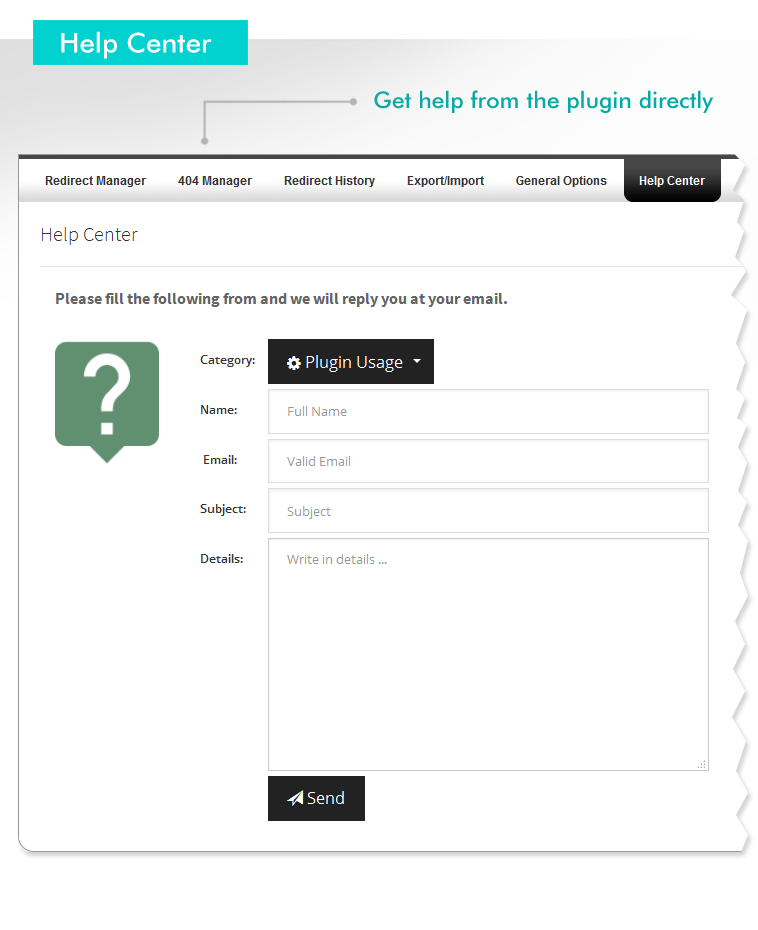 Help Center
Get help from the plugin directly
Redirect Manager 404 Manager Redirect History Export/Import General Options Help Center
Help Center
Please fill the following from and we will reply you at your email.
Category: Plugin Usage
Name: Full Name
Email: Valid Email
Subject: Subject
Details: Write in details ...
Send